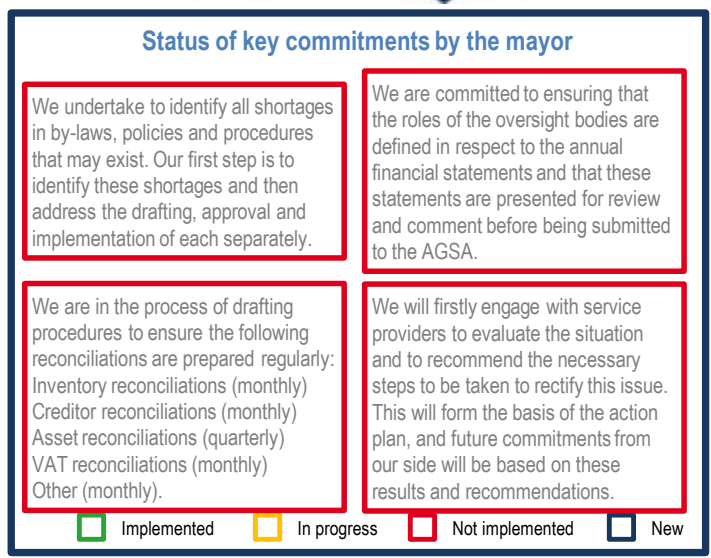 Status of key commitments by the mayor
We undertake to identify all shortages
in by-laws, policies and procedures
that may exist. Our first step is to
identify these shortages and then
address the drafting, approval and
implementation of each separately.
We are committed to ensuring that
the roles of the oversight bodies are
defined in respect to the annual
financial statements and that these
statements are presented for review
and comment before being submitted
to the AGSA.
We are in the process of drafting
procedures to ensure the following
reconciliations are prepared regularly:
Inventory reconciliations (monthly)
Creditor reconciliations (monthly)
Asset reconciliations (quarterly)
VAT reconciliations (monthly)
Other (monthly).
We will firstly engage with service
providers to evaluate the situation
and to recommend the necessary
steps to be taken to rectify this issue.
This will form the basis of the action
plan, and future commitments from
our side will be based on these
results and recommendations.
Implemented In progress Not implemented New